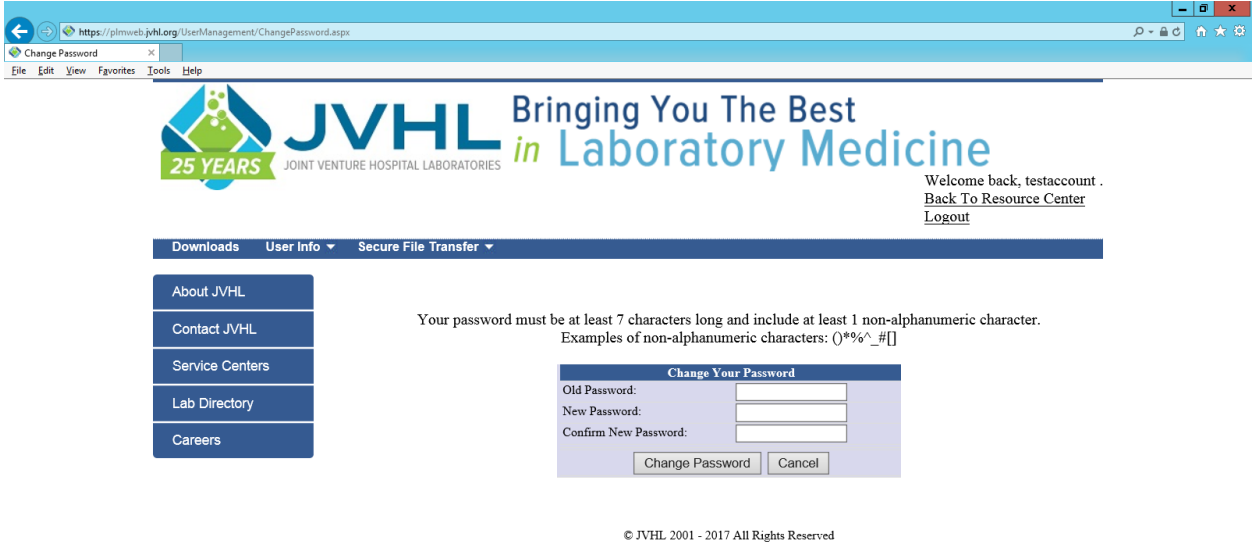 https://plmweb.jvhl.org/UserManagement/ChangePassword.aspx
Change Password
File Edit View Favorites Tools Help
25 YEARS
JVHL
JOINT VENTURE HOSPITAL LABORATORIES
Bringing You The Best
in Laboratory Medicine
Welcome back, testaccount .
Back To Resource Center
Logout
Downloads User Info Secure File Transfer
About JVHL
Contact JVHL
Service Centers
Lab Directory
Careers
Your password must be at least 7 characters long and include at least 1 non-alphanumeric character.
Examples of non-alphanumeric characters: ()*%^_#[]
Change Your Password
Old Password:
New Password:
Confirm New Password:
Change Password Cancel
© JVHL 2001 - 2017 All Rights Reserved